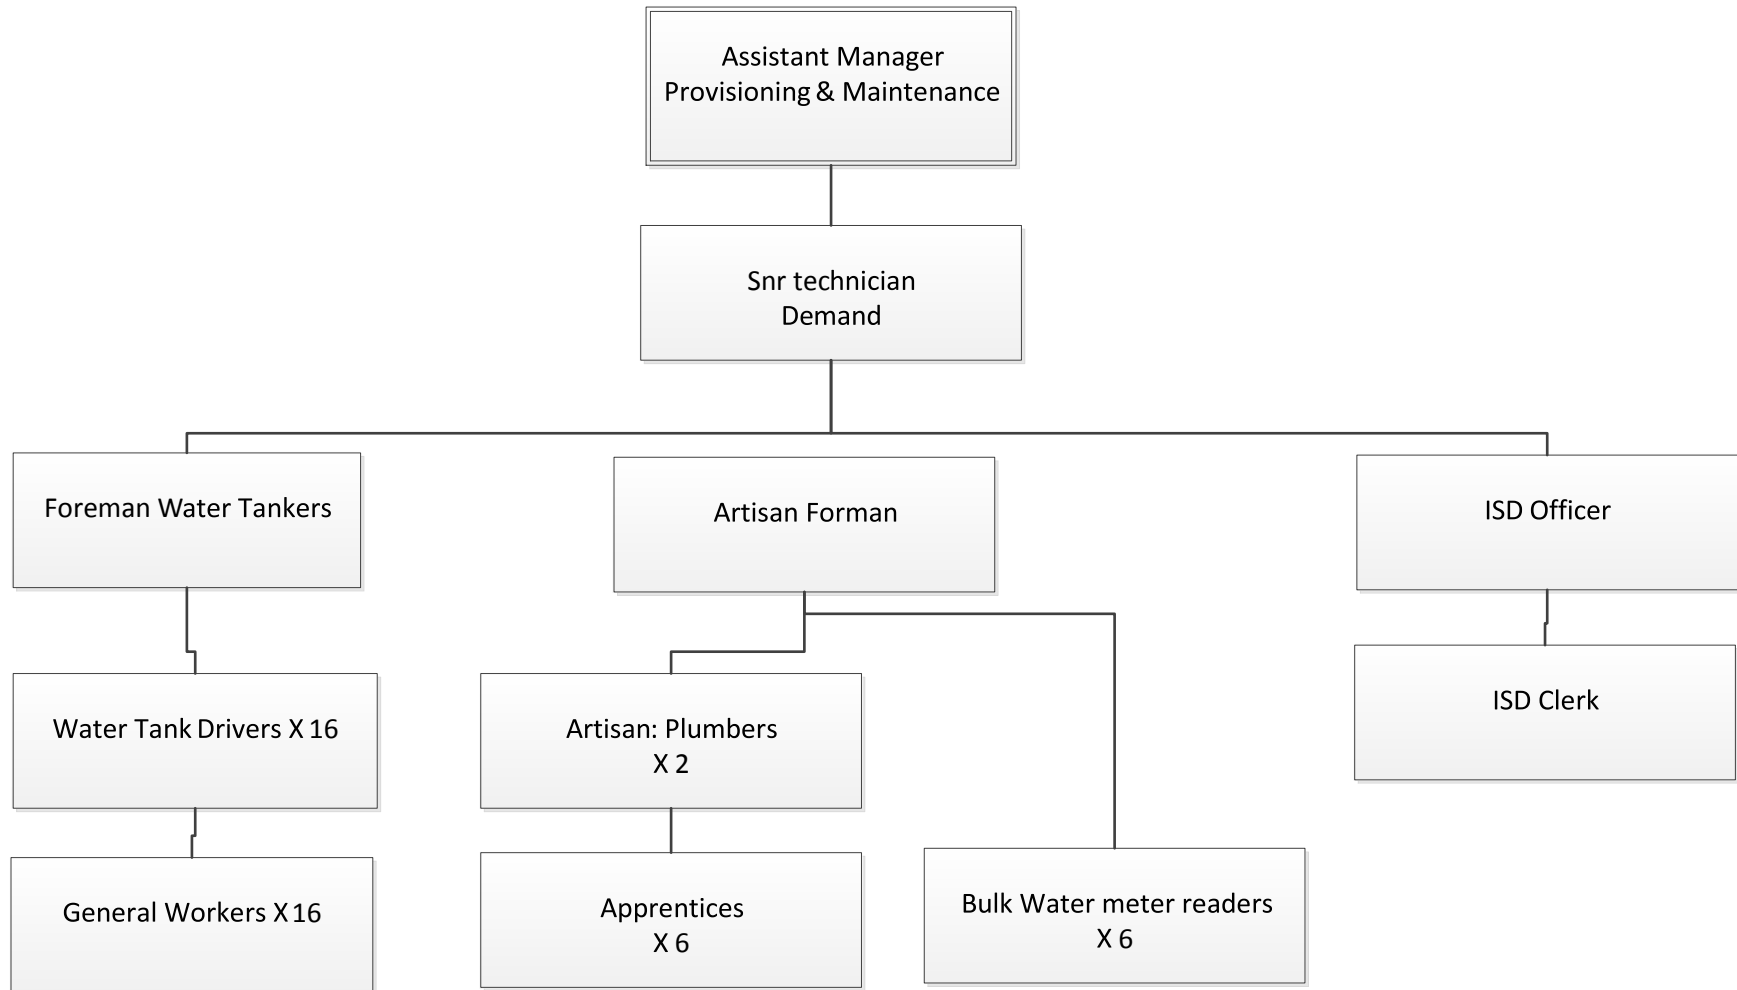 Assistant Manager
Provisioning & Maintenance
Snr technician
Demand
Foreman Water Tankers
Artisan Forman
ISD Officer
Water Tank Drivers X 16
Artisan: Plumbers
X 2
ISD Clerk
General Workers X 16
Apprentices
X 6
Bulk Water meter readers
X 6